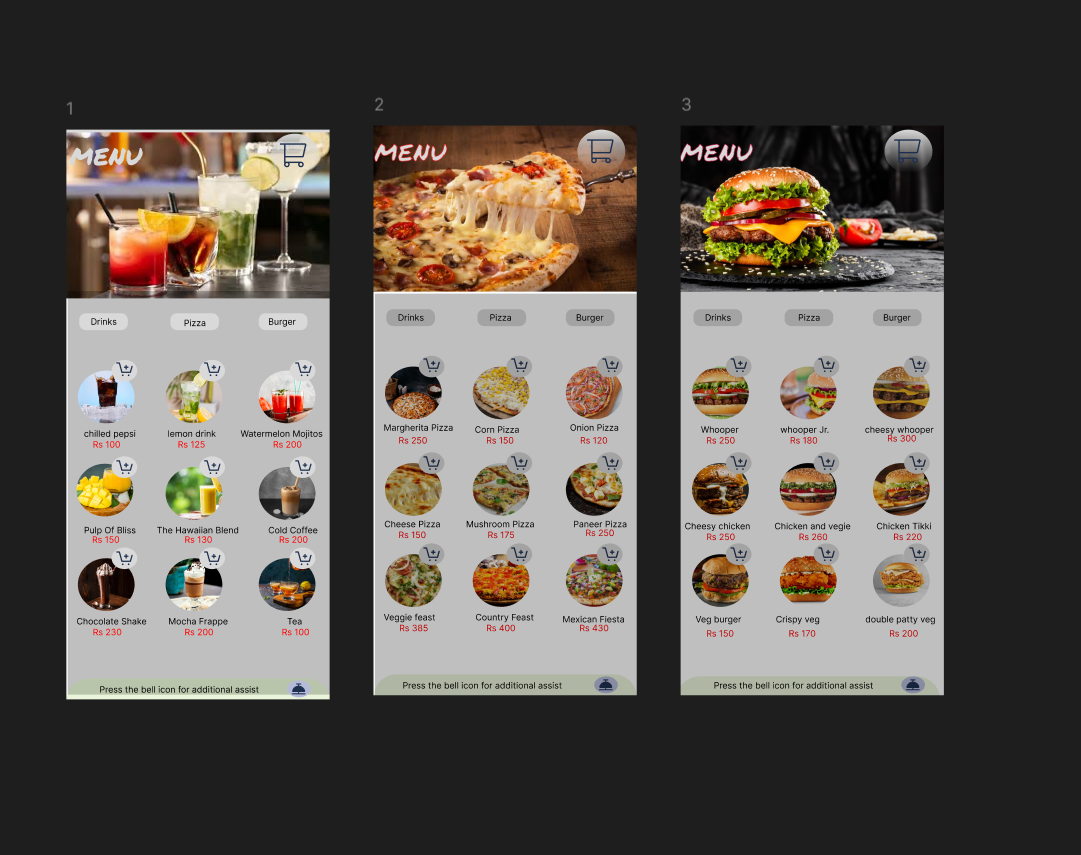 1
MENU
Drinks
Pizza
Burger
chilled pepsi
Rs 100
lemon drink
Rs 125
Watermelon Mojitos
Rs 200
Pulp Of Bliss
Rs 150
The Hawaiian Blend
Rs 130
Cold Coffee
Rs 200
Chocolate Shake
Rs 230
Mocha Frappe
Rs 200
Tea
Rs 100
Press the bell icon for additional assist
2
MENU
Drinks
Pizza
Burger
Margherita Pizza
Rs 250
Corn Pizza
Rs 150
Onion Pizza
Rs 120
Cheese Pizza
Rs 150
Mushroom Pizza
Rs 175
Paneer Pizza
Rs 250
Veggie feast
Rs 385
Country Feast
Rs 400
Mexican Fiesta
Rs 430
Press the bell icon for additional assist
3
MENU
Drinks
Pizza
Burger
Whooper
Rs 250
whooper Jr.
Rs 180
cheesy whooper
Rs 300
Cheesy chicken
Rs 250
Chicken and vegie
Rs 260
Chicken Tikki
Rs 220
Veg burger
Rs 150
Crispy veg
Rs 170
double patty veg
Rs 200
Press the bell icon for additional assist